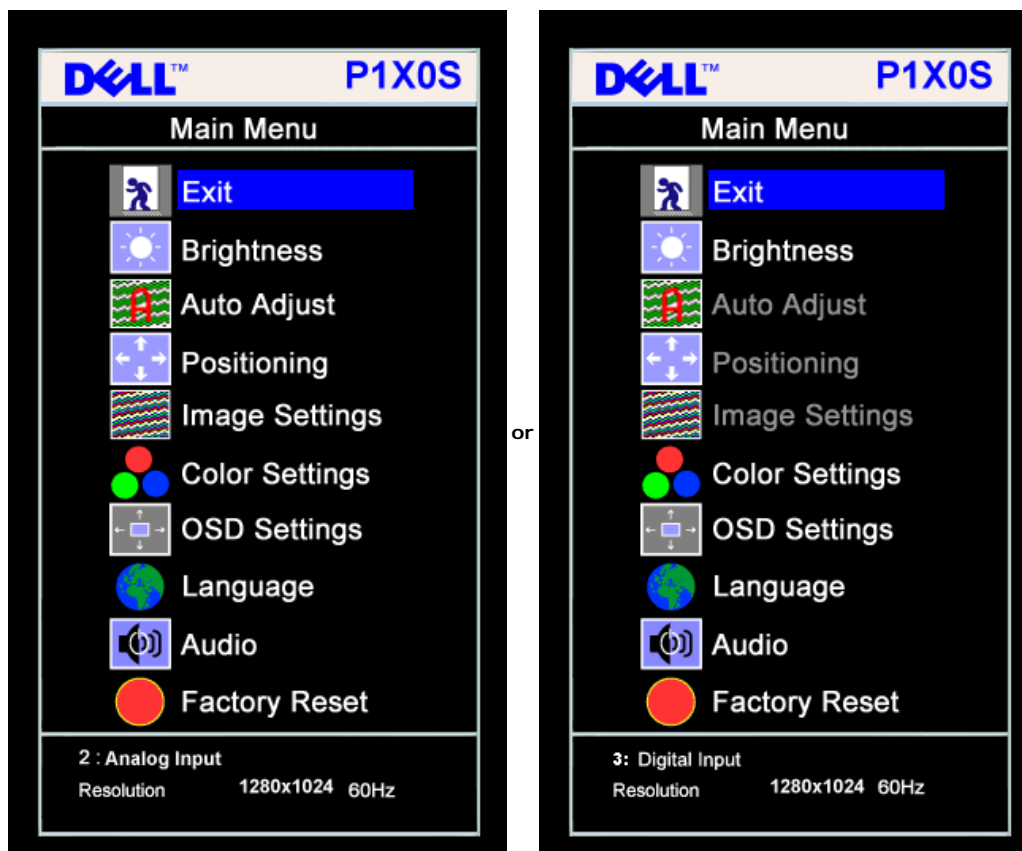 DELL™ P1X0S
Main Menu
Exit
Brightness
A
Auto Adjust
Positioning
Image Settings
Color Settings
OSD Settings
Language
Audio
Factory Reset
2 : Analog Input
Resolution 1280x1024 60Hz
or
DELL™ P1X0S
Main Menu
Exit
Brightness
A
Auto Adjust
Positioning
Image Settings
Color Settings
OSD Settings
Language
Audio
Factory Reset
3: Digital Input
Resolution 1280x1024 60Hz